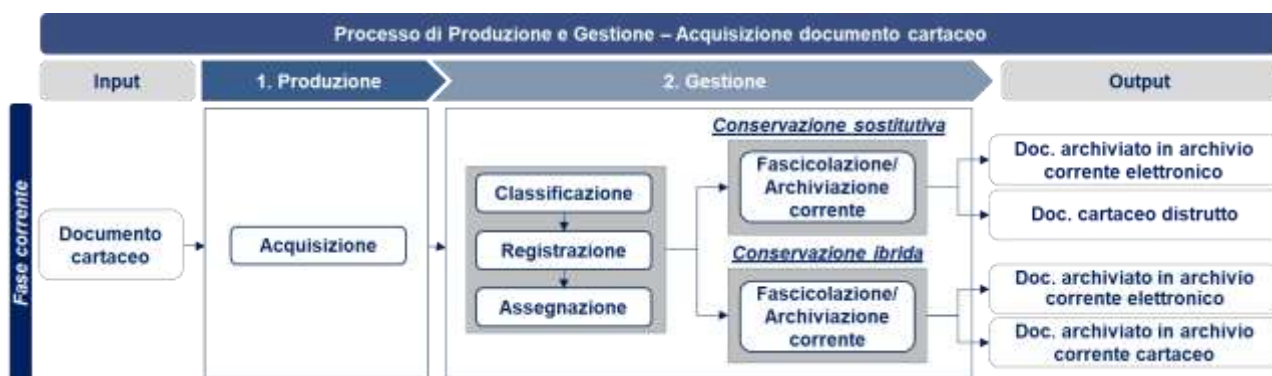 Processo di Produzione e Gestione – Acquisizione documento cartaceo
Input
1. Produzione
2. Gestione
Output
Fase corrente
Documento
cartaceo
Acquisizione
Classificazione
Registrazione
Assegnazione
Conservazione sostitutiva
Fascicolazione/
Archiviazione
corrente
Conservazione ibrida
Fascicolazione/
Archiviazione
corrente
Doc. archiviato in archivio
corrente elettronico
Doc. cartaceo distrutto
Doc. archiviato in archivio
corrente elettronico
Doc. archiviato in archivio
corrente cartaceo